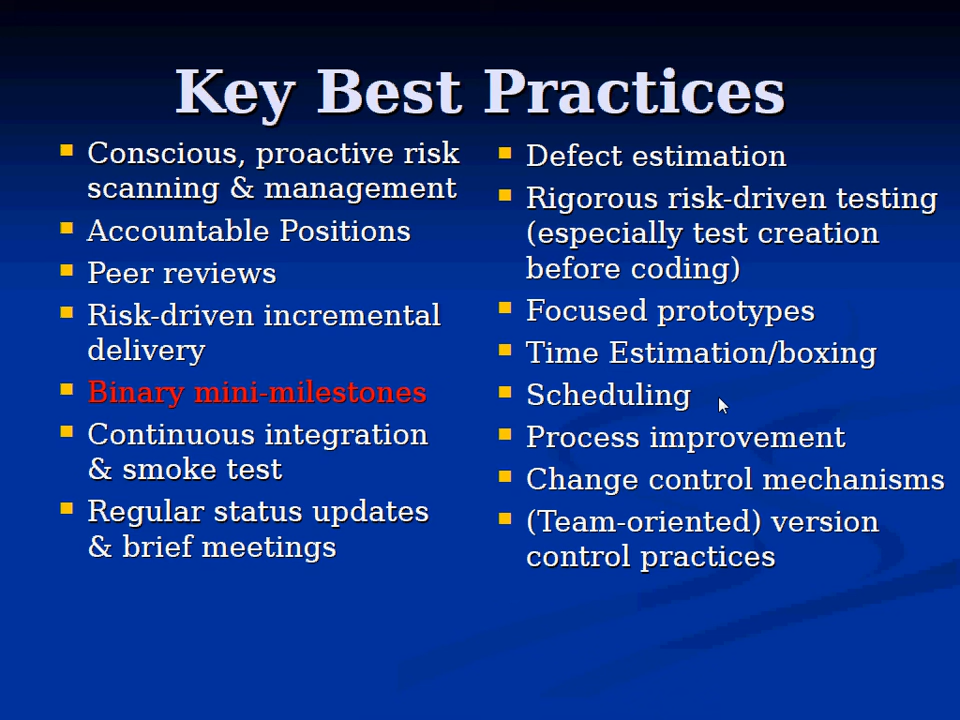 Key Best Practices
Conscious, proactive risk
scanning & management
Accountable Positions
Peer reviews
Risk-driven incremental
delivery
Binary mini-milestones
Continuous integration
& smoke test
Regular status updates
& brief meetings
Defect estimation
Rigorous risk-driven testing
(especially test creation
before coding)
Focused prototypes
Time Estimation/boxing
Scheduling
Process improvement
Change control mechanisms
(Team-oriented) version
control practices